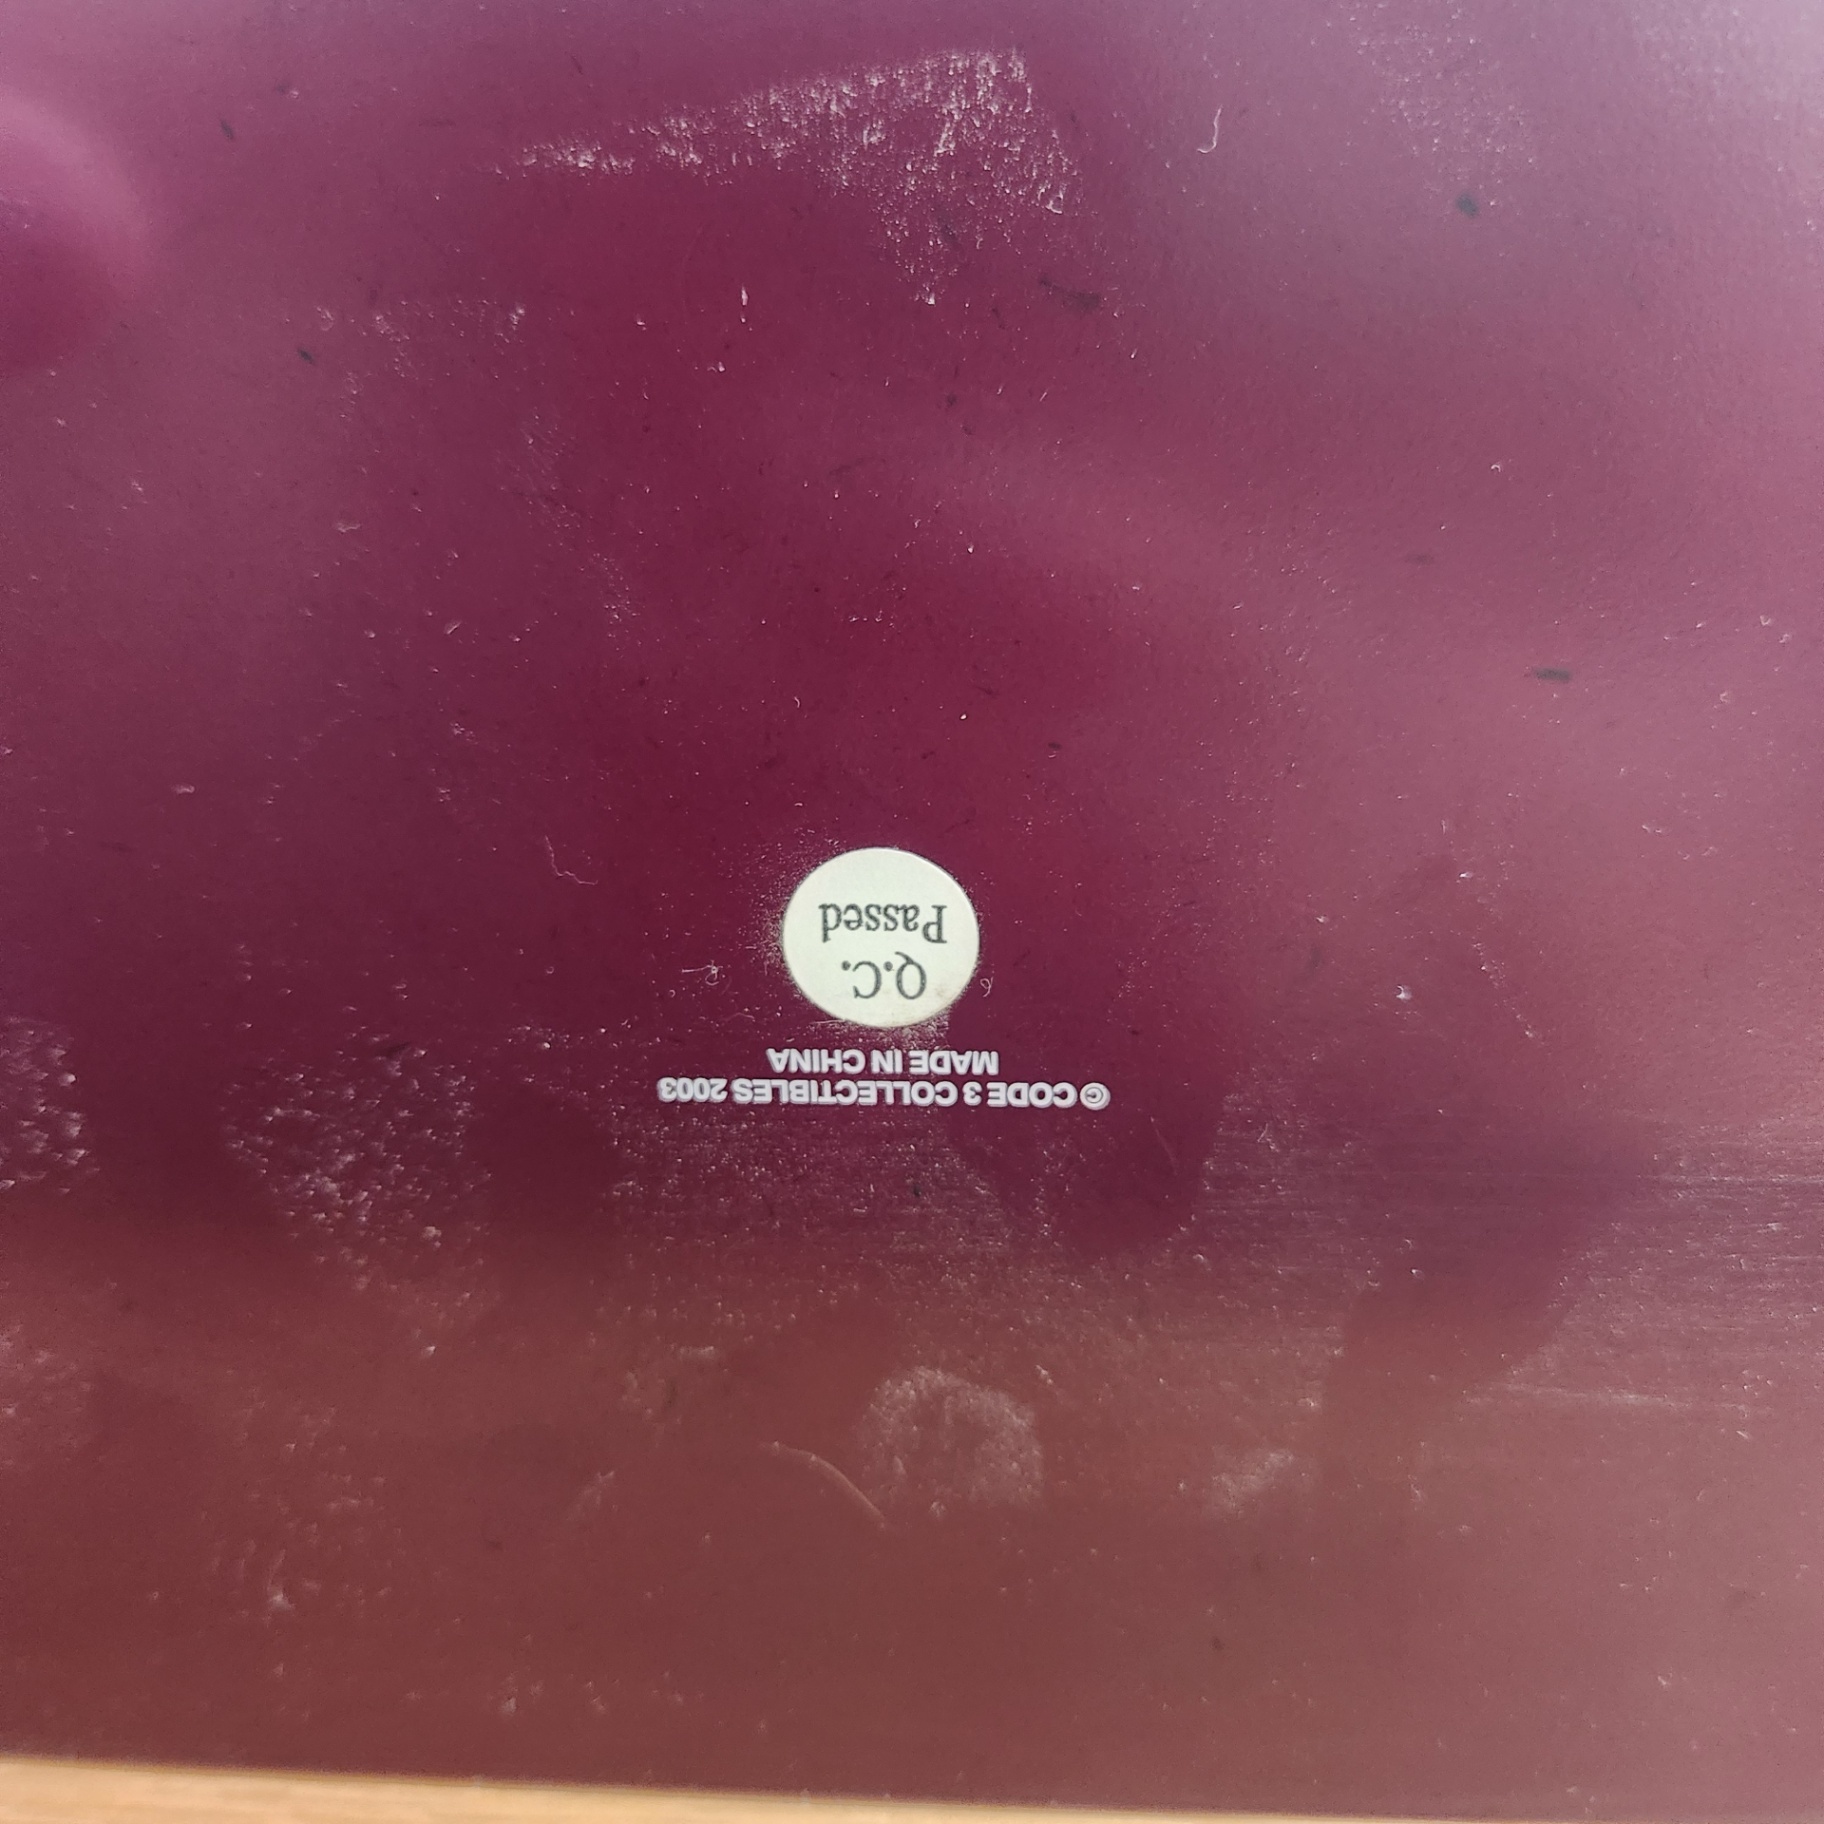 © CODE 3 COLLECTIBLES 2003
MADE IN CHINA
Q.C.
Passed